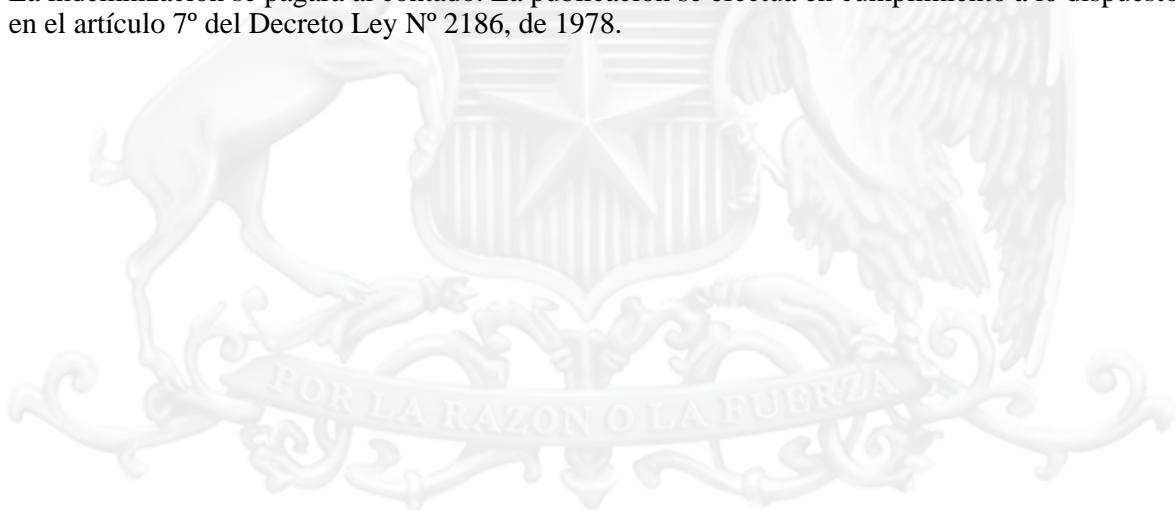 La indemnización se pagará al contado. La publicación se efectúa en cumplimiento a lo dispuesto
en el artículo 7º del Decreto Ley Nº 2186, de 1978.
POR LA RAZON O LA FUERZA